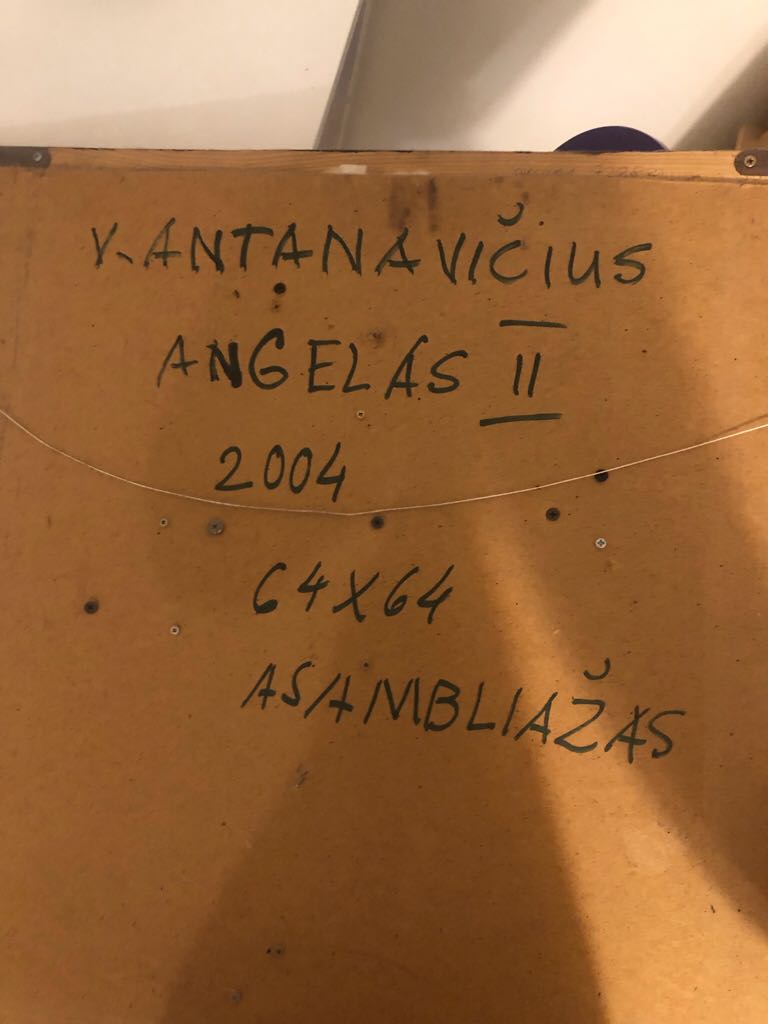 V. ANTANAVIČIUS
ANGELAS II
2004
64X64
ASAMBLIAŽAS